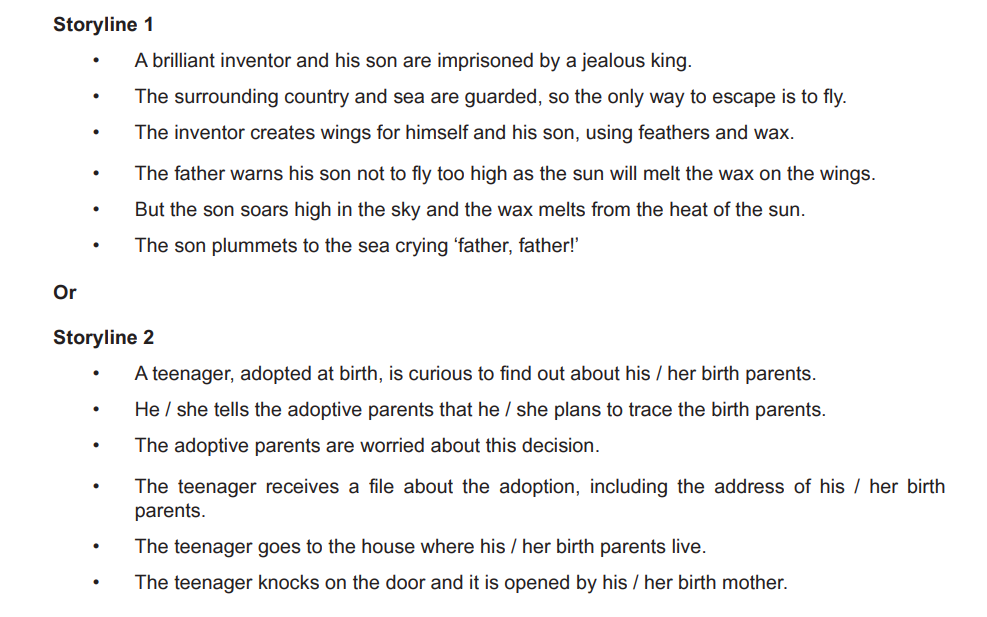 Storyline 1
• A brilliant inventor and his son are imprisoned by a jealous king.
• The surrounding country and sea are guarded, so the only way to escape is to fly.
• The inventor creates wings for himself and his son, using feathers and wax.
• The father warns his son not to fly too high as the sun will melt the wax on the wings.
• But the son soars high in the sky and the wax melts from the heat of the sun.
• The son plummets to the sea crying ‘father, father!’
Or
Storyline 2
• A teenager, adopted at birth, is curious to find out about his / her birth parents.
• He / she tells the adoptive parents that he / she plans to trace the birth parents.
• The adoptive parents are worried about this decision.
• The teenager receives a file about the adoption, including the address of his / her birth
parents.
• The teenager goes to the house where his / her birth parents live.
• The teenager knocks on the door and it is opened by his / her birth mother.